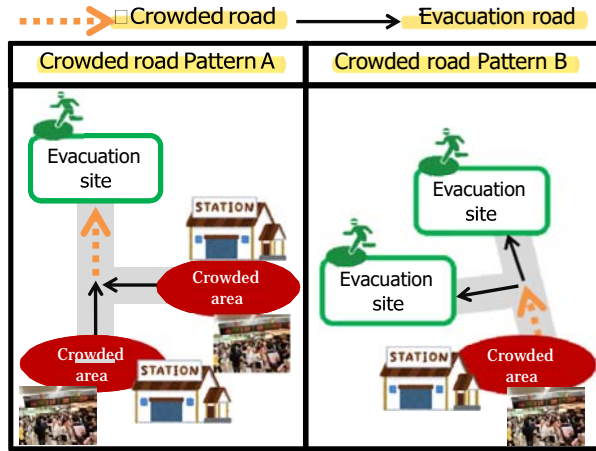 Crowded road
Evacuation road
Crowded road Pattern A
Crowded road Pattern B
Evacuation
site
STATION
Crowded
area
Crowded
area
STATION
Evacuation
site
Evacuation
site
STATION
Crowded
area